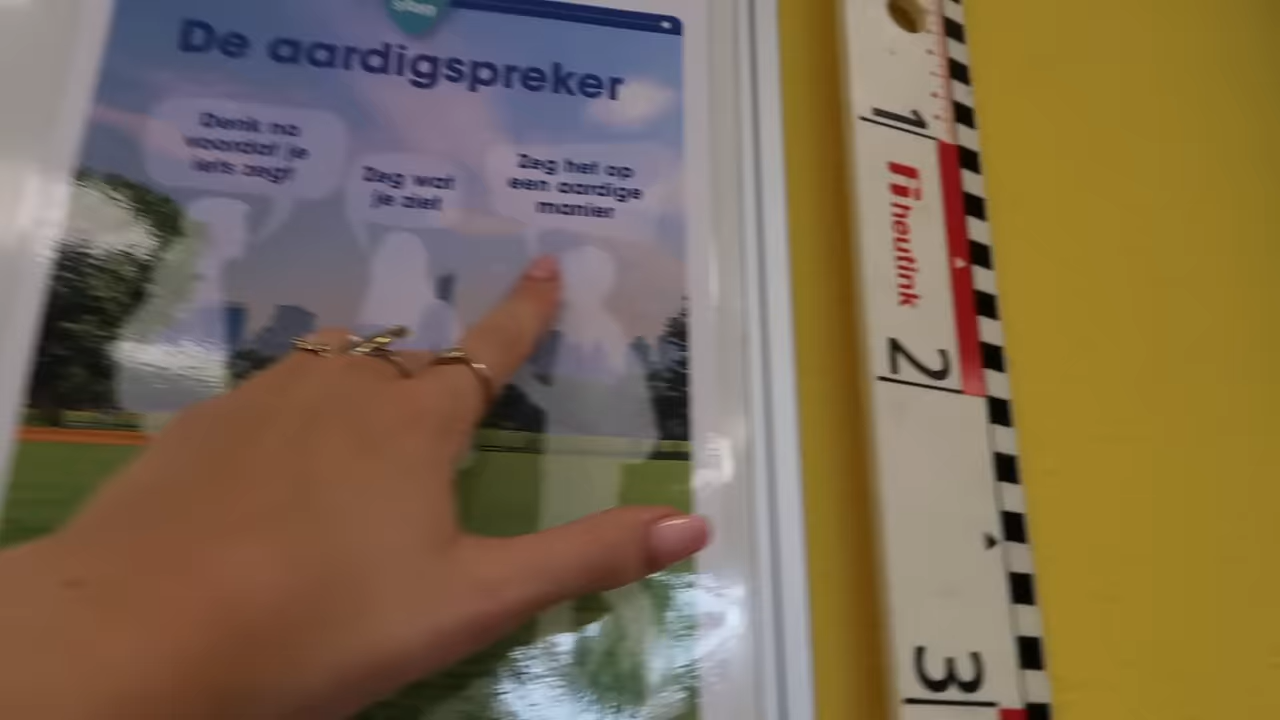 De aardigspreker
Denk na
voordat je
iets zegt
Zeg wat
je ziet
Zeg het op
een aardige
manier
1
heutink
2
3